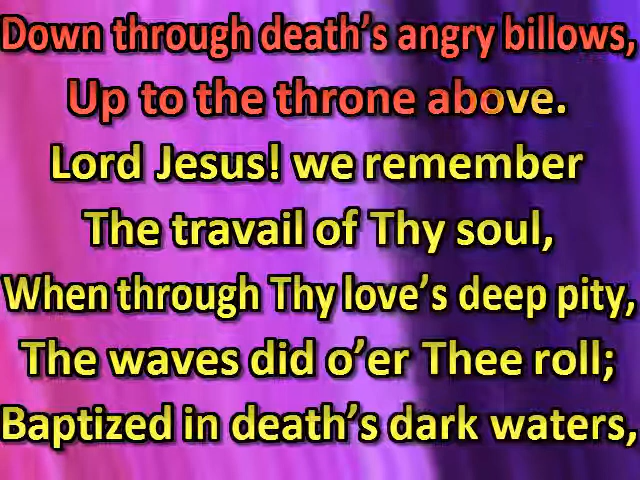 Down through death's angry billows,
Up to the throne above.
Lord Jesus! we remember
The travail of Thy soul,
When through Thy love's deep pity,
The waves did o'er Thee roll;
Baptized in death's dark waters,